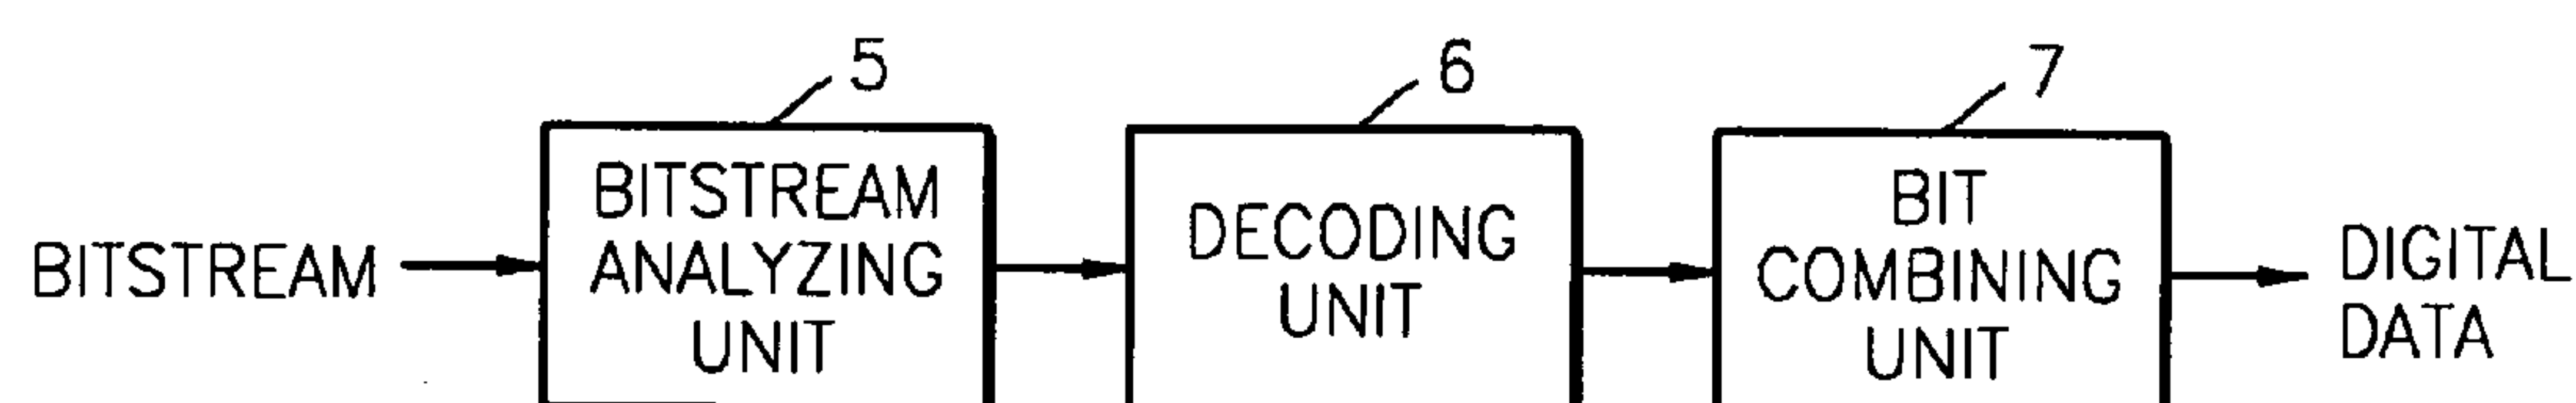 5
6
7
BITSTREAM
BITSTREAM
ANALYZING
UNIT
DECODING
UNIT
BIT
COMBINING
UNIT
DIGITAL
DATA